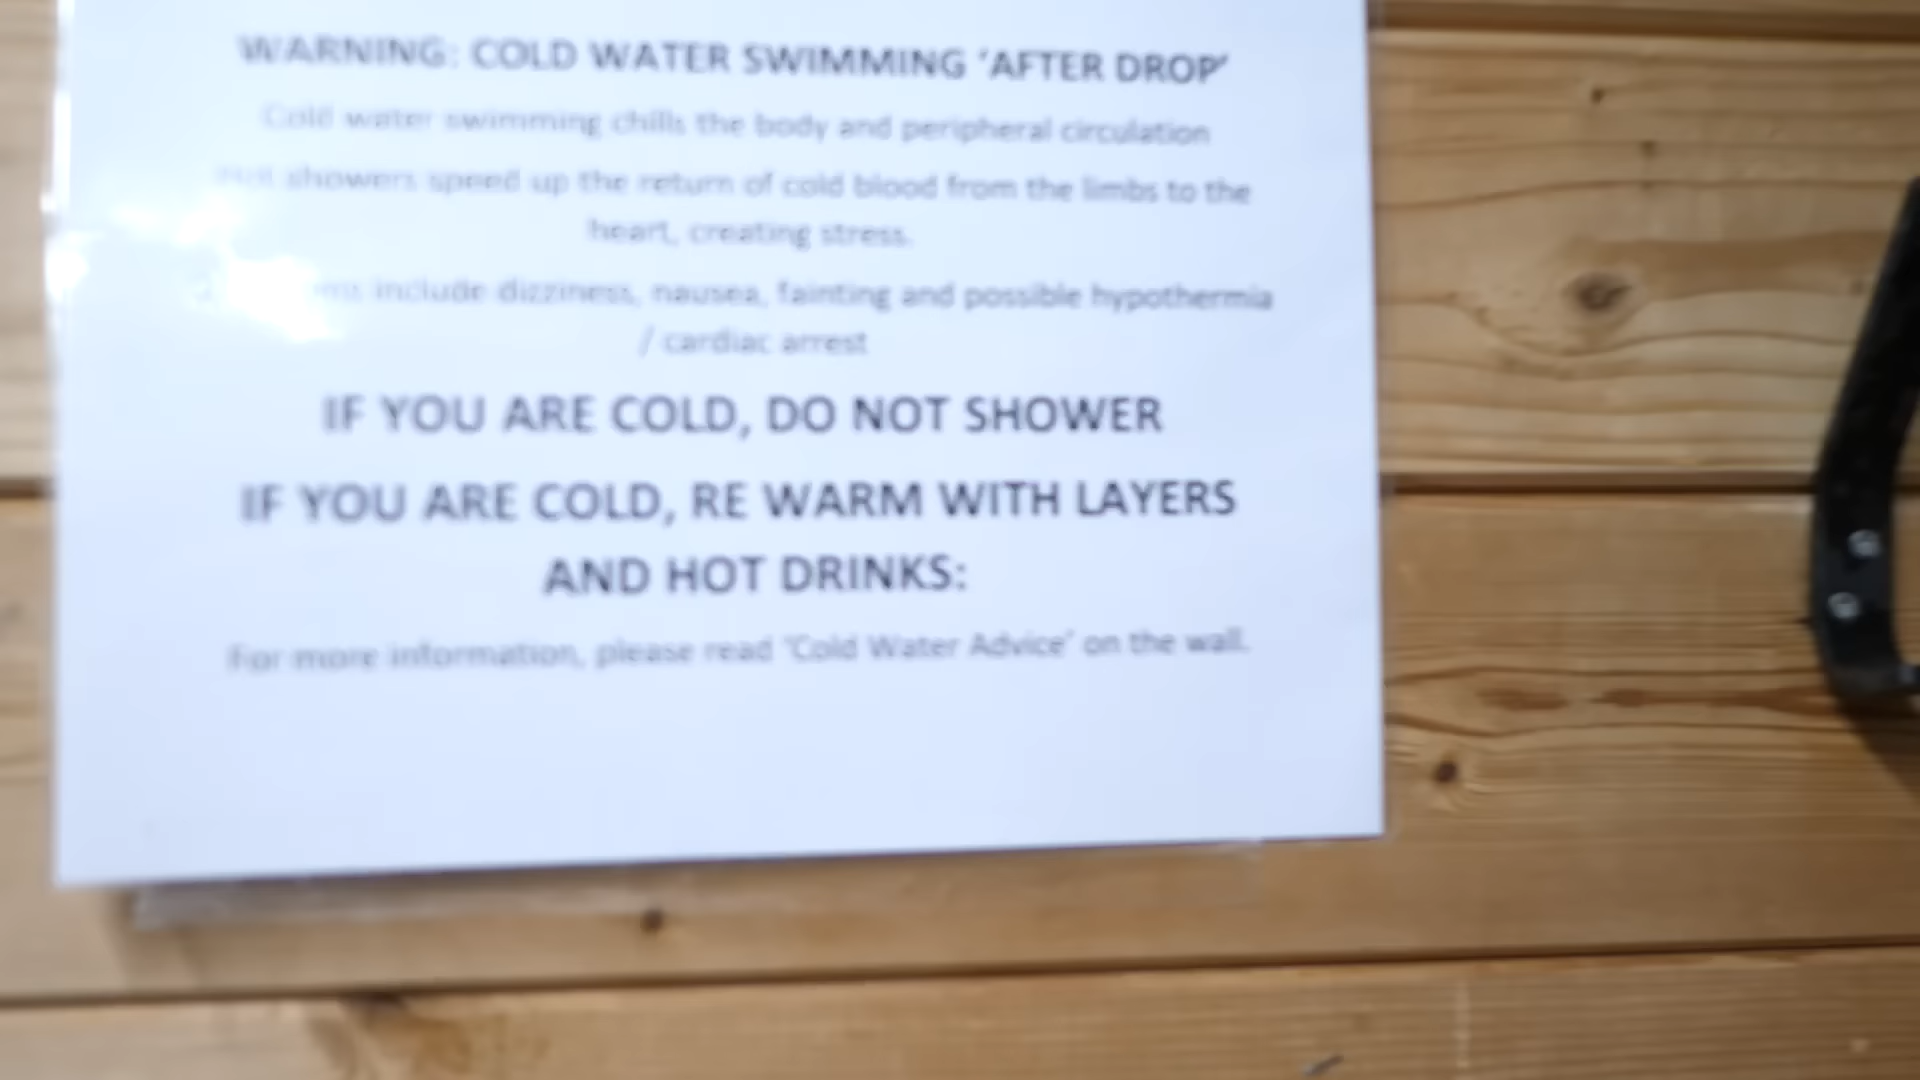 WARNING: COLD WATER SWIMMING ‘AFTER DROP’
Cold water swimming chills the body and peripheral circulation
Hot showers speed up the return of cold blood from the limbs to the
heart, creating stress.
include dizziness, nausea, fainting and possible hypothermia
/ cardiac arrest
IF YOU ARE COLD, DO NOT SHOWER
IF YOU ARE COLD, RE WARM WITH LAYERS
AND HOT DRINKS:
For more information, please read ‘Cold Water Advice’ on the wall.